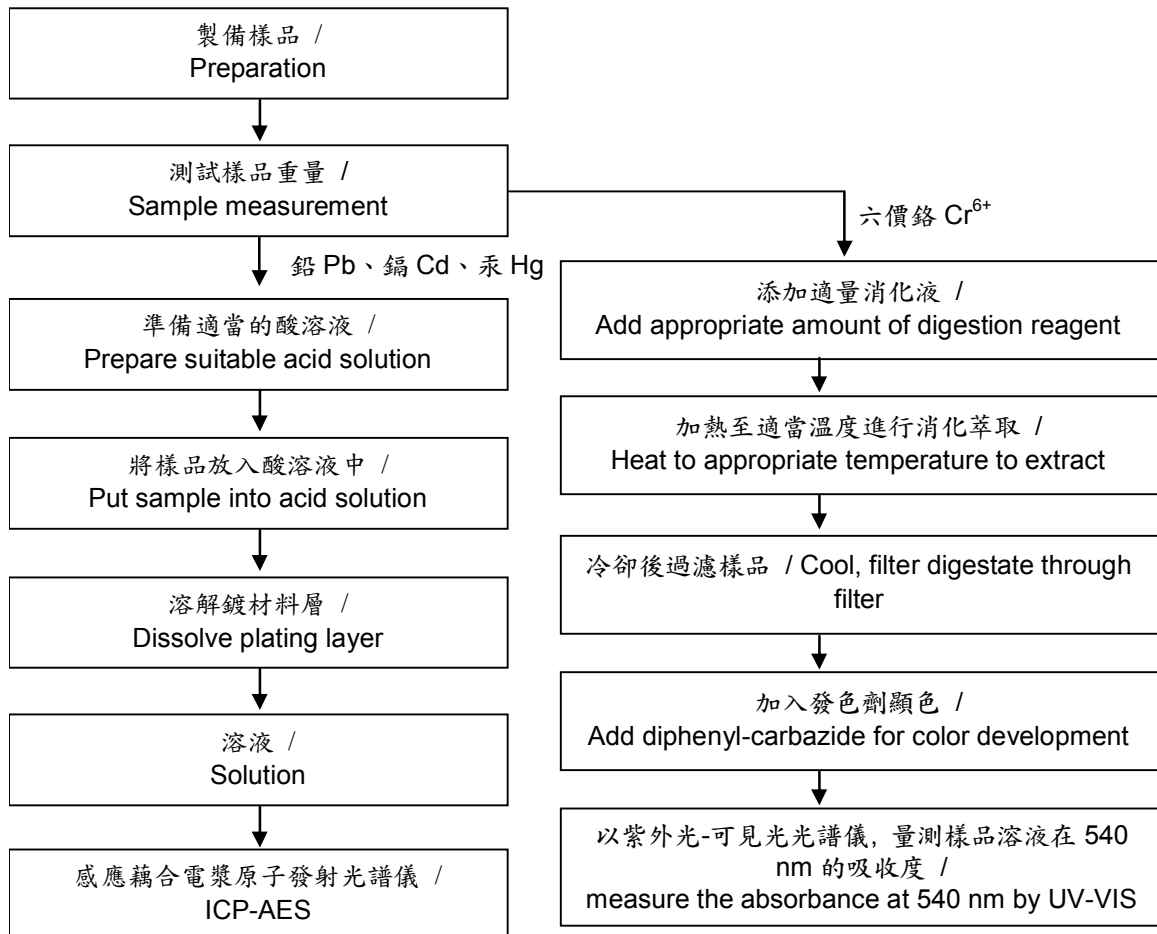 製備樣品 /
Preparation
測試樣品重量 /
Sample measurement
鉛 Pb、鎘 Cd、汞 Hg
準備適當的酸溶液 /
Prepare suitable acid solution
將樣品放入酸溶液中 /
Put sample into acid solution
溶解鍍材料層 /
Dissolve plating layer
溶液 /
Solution
感應藕合電漿原子發射光譜儀 /
ICP-AES
六價鉻 Cr⁶⁺
添加適量消化液 /
Add appropriate amount of digestion reagent
加熱至適當溫度進行消化萃取 /
Heat to appropriate temperature to extract
冷卻後過濾樣品 / Cool, filter digestate through
filter
加入發色劑顯色 /
Add diphenyl-carbazide for color development
以紫外光-可見光光譜儀, 量測樣品溶液在 540
nm 的吸收度 /
measure the absorbance at 540 nm by UV-VIS